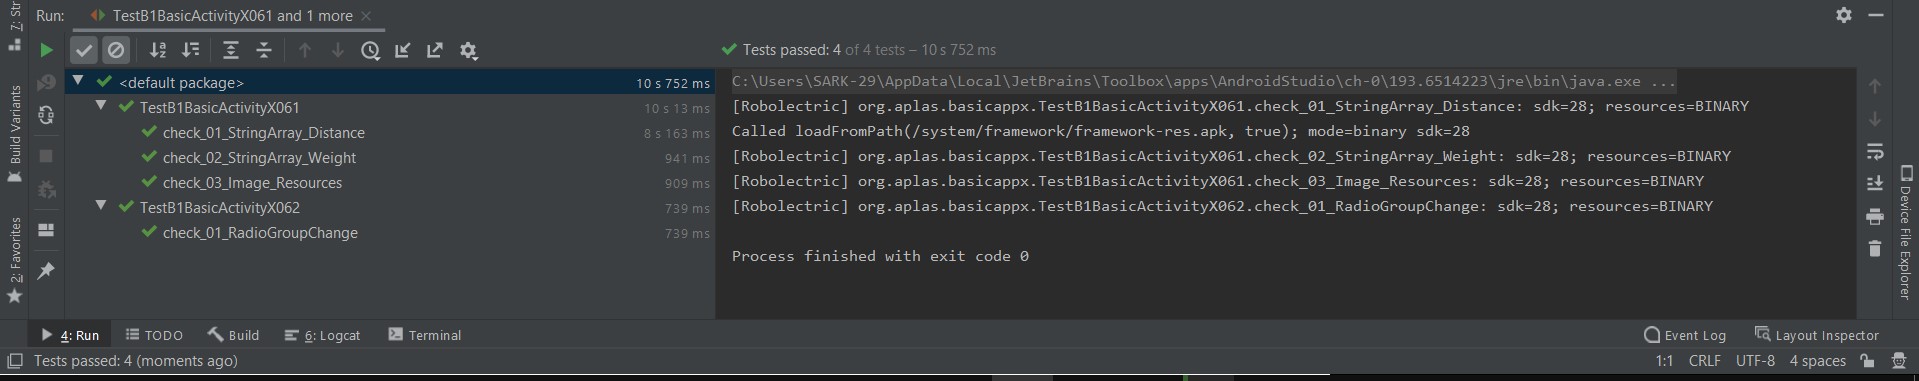 Run: TestB1BasicActivityX061 and 1 more
Tests passed: 4 of 4 tests – 10 s 752 ms
<default package> 10 s 752 ms
TestB1BasicActivityX061 10 s 13 ms
check_01_StringArray_Distance 8 s 163 ms
check_02_StringArray_Weight 941 ms
check_03_Image_Resources 909 ms
TestB1BasicActivityX062 739 ms
check_01_RadioGroupChange 739 ms
C:\Users\SARK-29\AppData\Local\JetBrains\Toolbox\apps\AndroidStudio\ch-0\193.6514223\jre\bin\java.exe ...
[Robolectric] org.aplas.basicappx.TestB1BasicActivityX061.check_01_StringArray_Distance: sdk=28; resources=BINARY
Called loadFromPath(/system/framework/framework-res.apk, true); mode=binary sdk=28
[Robolectric] org.aplas.basicappx.TestB1BasicActivityX061.check_02_StringArray_Weight: sdk=28; resources=BINARY
[Robolectric] org.aplas.basicappx.TestB1BasicActivityX061.check_03_Image_Resources: sdk=28; resources=BINARY
[Robolectric] org.aplas.basicappx.TestB1BasicActivityX062.check_01_RadioGroupChange: sdk=28; resources=BINARY
Process finished with exit code 0
7: Str
Build Variants
2: Favorites
Device File Explorer
4: Run TODO Build 6: Logcat Terminal Event Log Layout Inspector
Tests passed: 4 (moments ago) 1:1 CRLF UTF-8 4 spaces